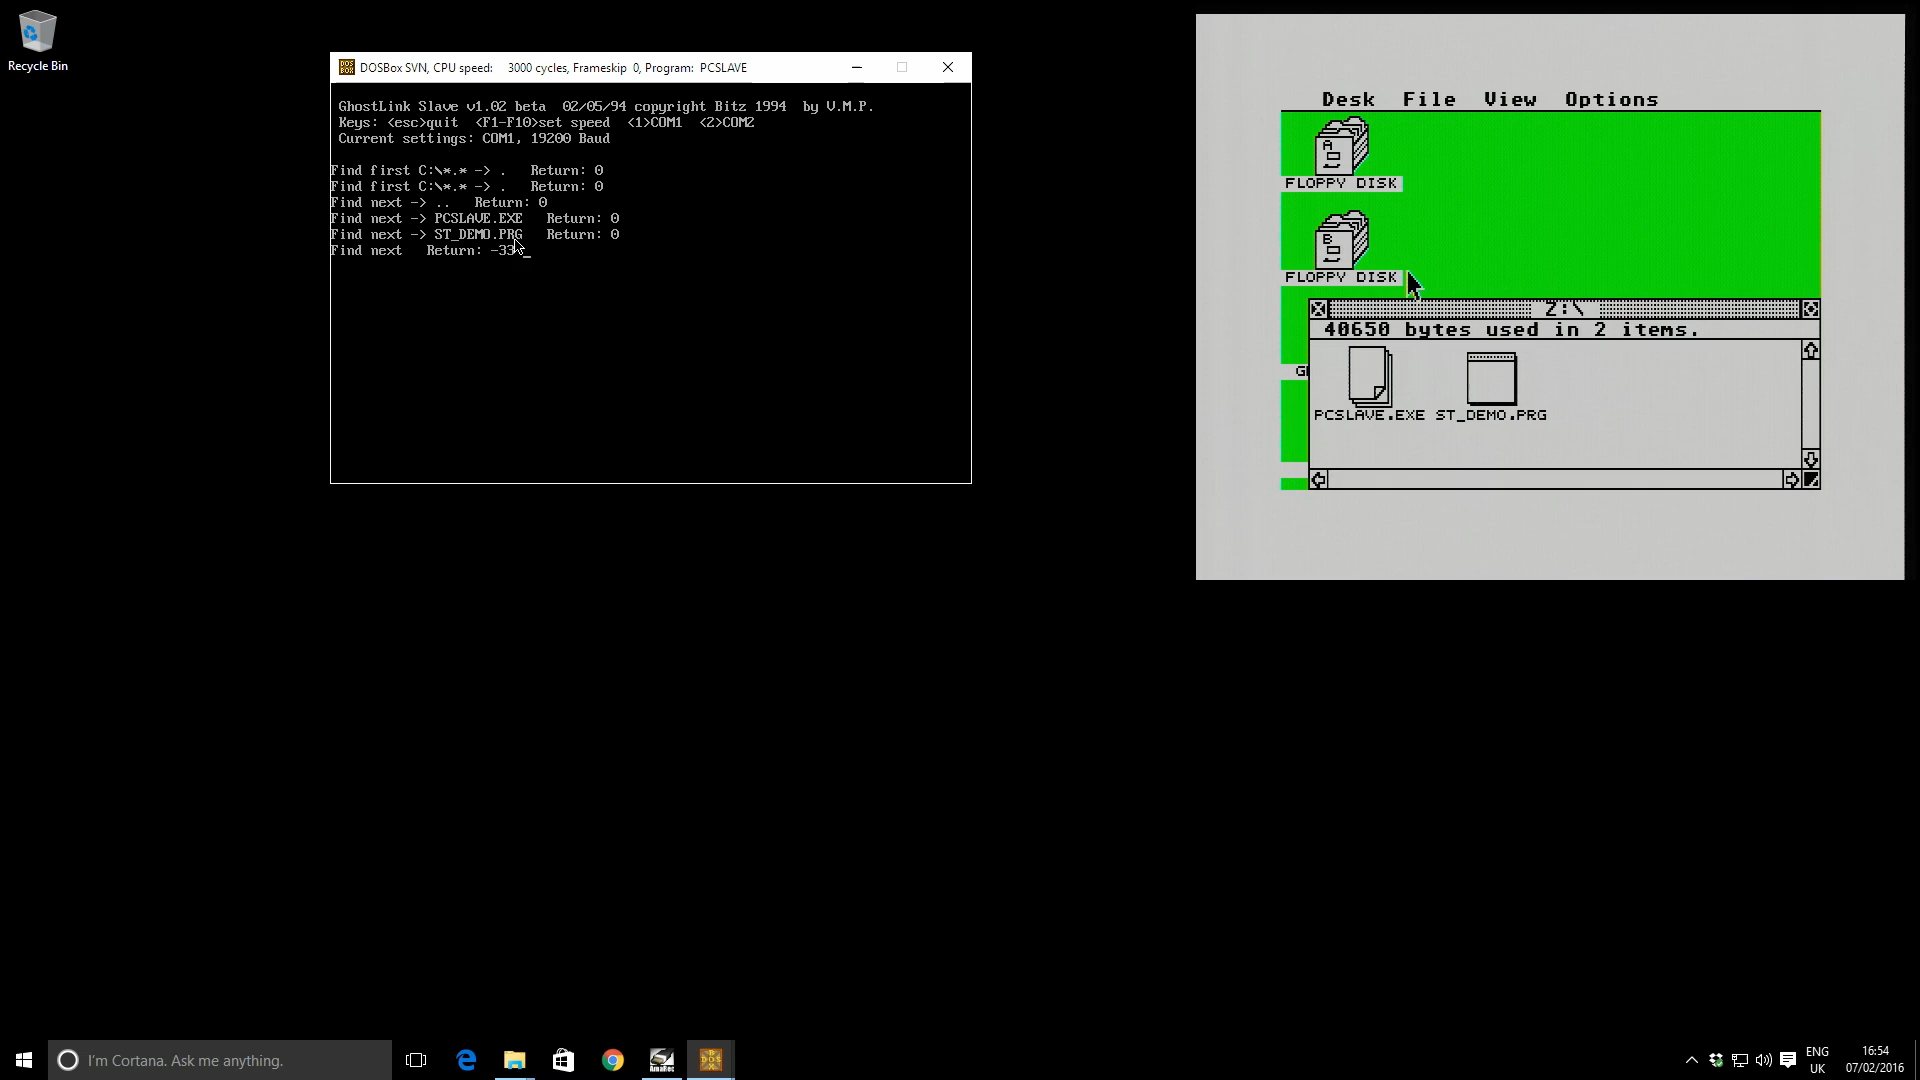 Recycle Bin
DOSBox SVN, CPU speed: 3000 cycles, Frameskip 0, Program: PCSLAVE
GhostLink Slave v1.02 beta 02/05/94 copyright Bitz 1994 by V.M.P.
Keys: <esc>quit <F1-F10>set speed <1>COM1 <2>COM2
Current settings: COM1, 19200 Baud
Find first C:\*.* -> . Return: 0
Find first C:\*.* -> . Return: 0
Find next -> .. Return: 0
Find next -> PCSLAVE.EXE Return: 0
Find next -> ST_DEMO.PRG Return: 0
Find next Return: -33_
Desk File View Options
A
FLOPPY DISK
B
FLOPPY DISK
Z:\
40650 bytes used in 2 items.
PCSLAVE.EXE ST_DEMO.PRG
I'm Cortana. Ask me anything.
AmaRec
DOS
BOX
ENG
UK
16:54
07/02/2016